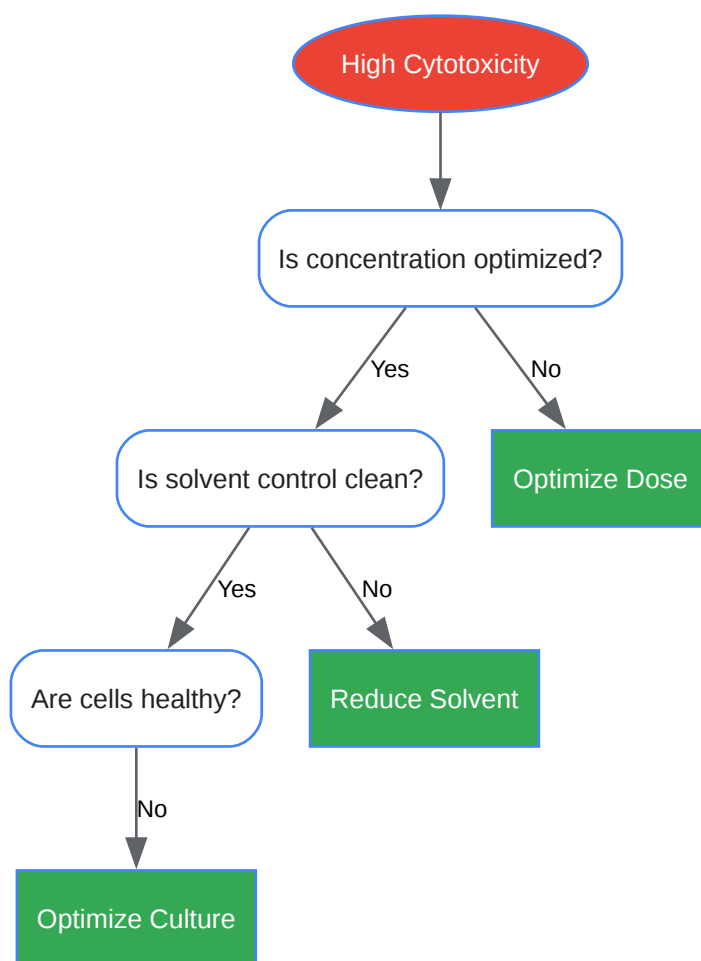 High Cytotoxicity
Is concentration optimized?
Yes
No
Is solvent control clean?
Optimize Dose
Yes
No
Are cells healthy?
Reduce Solvent
No
Optimize Culture